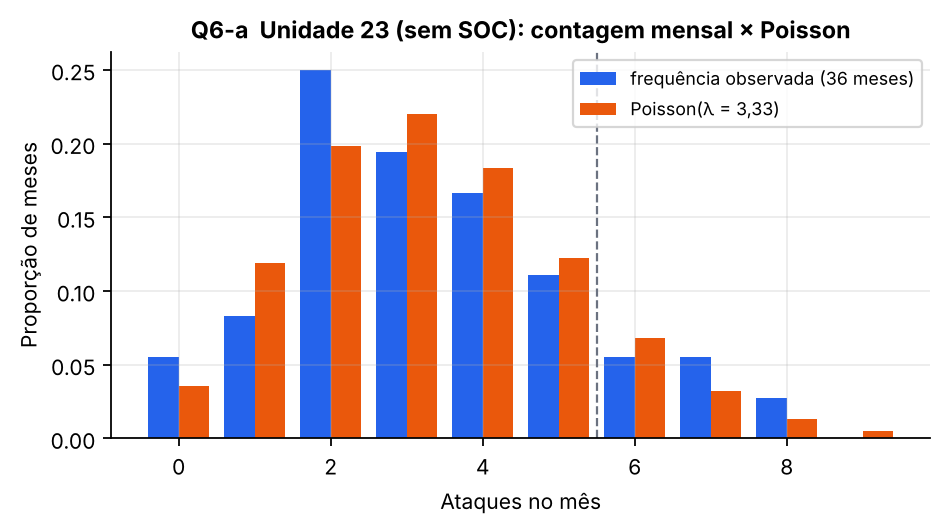 Q6-a  Unidade 23 (sem SOC): contagem mensal × Poisson
frequência observada (36 meses)
Poisson(λ = 3,33)
Proporção de meses
0.25
0.20
0.15
0.10
0.05
0.00
0 2 4 6 8
Ataques no mês